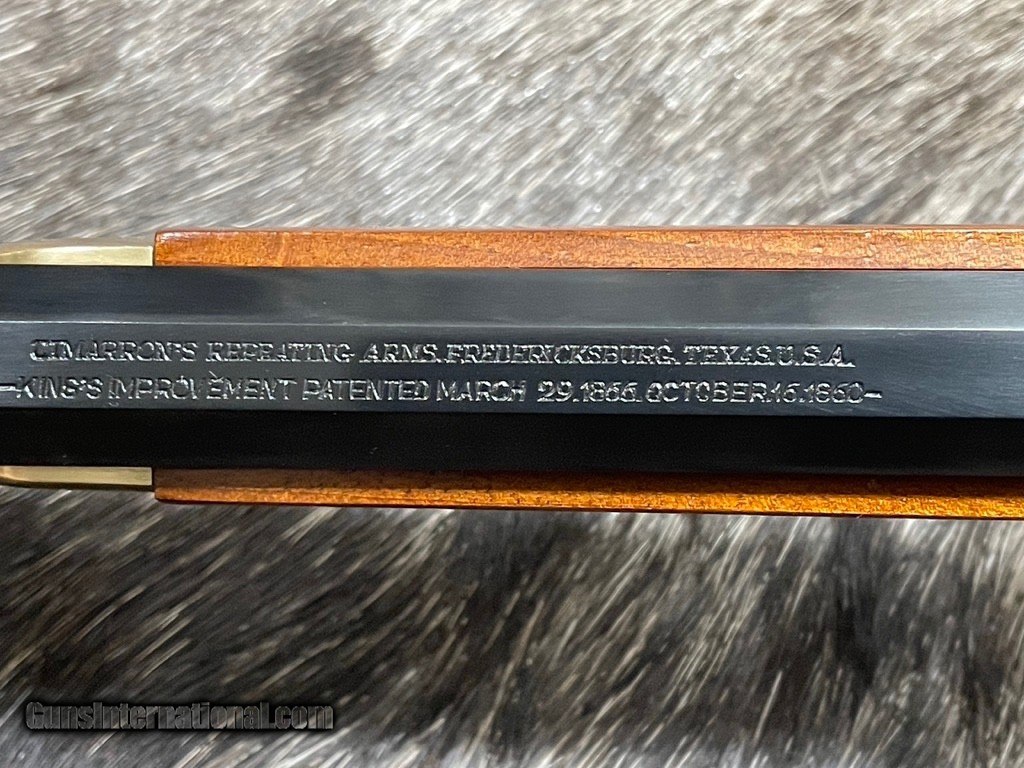 CIMARRON'S REPEATING ARMS. FREDERICKSBURG. TEXAS. U.S.A.
—KING'S IMPROVEMENT PATENTED MARCH 29.1866.OCTOBER.16.1860—
GunsInternational.com